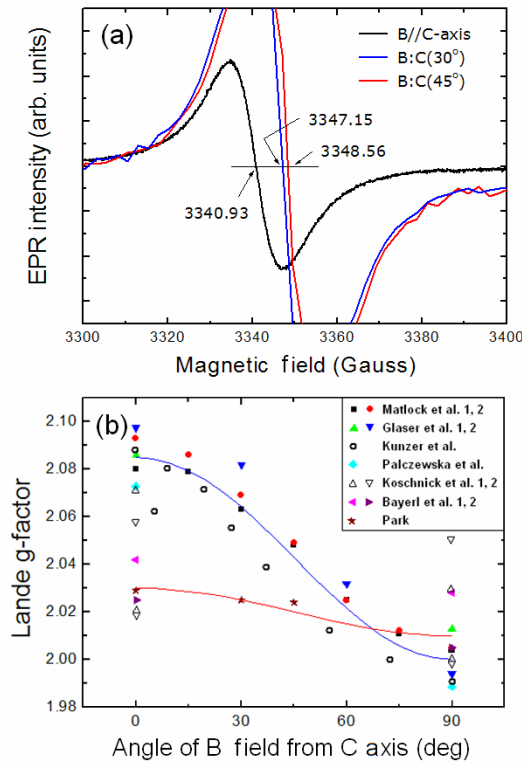 (a)
B//C-axis
B:C(30°)
B:C(45°)
3347.15
3348.56
3340.93
EPR intensity (arb. units)
3300 3320 3340 3360 3380 3400
Magnetic field (Gauss)
(b)
Matlock et al. 1, 2
Glaser et al. 1, 2
Kunzer et al.
Palczewska et al.
Koschnick et al. 1, 2
Bayerl et al. 1, 2
Park
2.10
2.08
2.06
2.04
2.02
2.00
1.98
Lande g-factor
0 30 60 90
Angle of B field from C axis (deg)